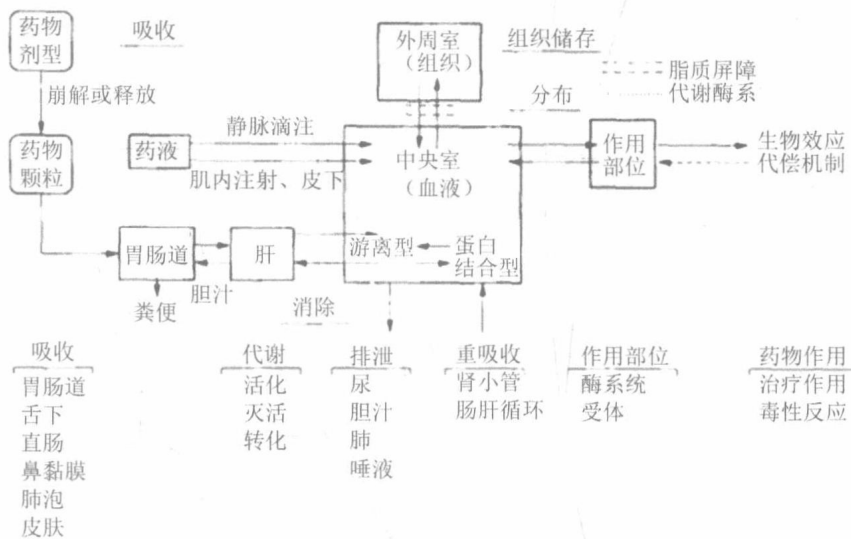 药物
剂型
吸收
外周室
（组织）
组织储存
脂质屏障
代谢酶系
崩解或释放
分布
静脉滴注
药物
颗粒
药液
肌内注射、皮下
中央室
（血液）
作用
部位
生物效应
代偿机制
胃肠道
肝
游离型
蛋白
结合型
胆汁
粪便
消除
吸收
代谢
排泄
重吸收
作用部位
药物作用
胃肠道
活化
尿
肾小管
酶系统
治疗作用
舌下
灭活
胆汁
肠肝循环
受体
毒性反应
直肠
转化
肺
鼻黏膜
唾液
肺泡
皮肤